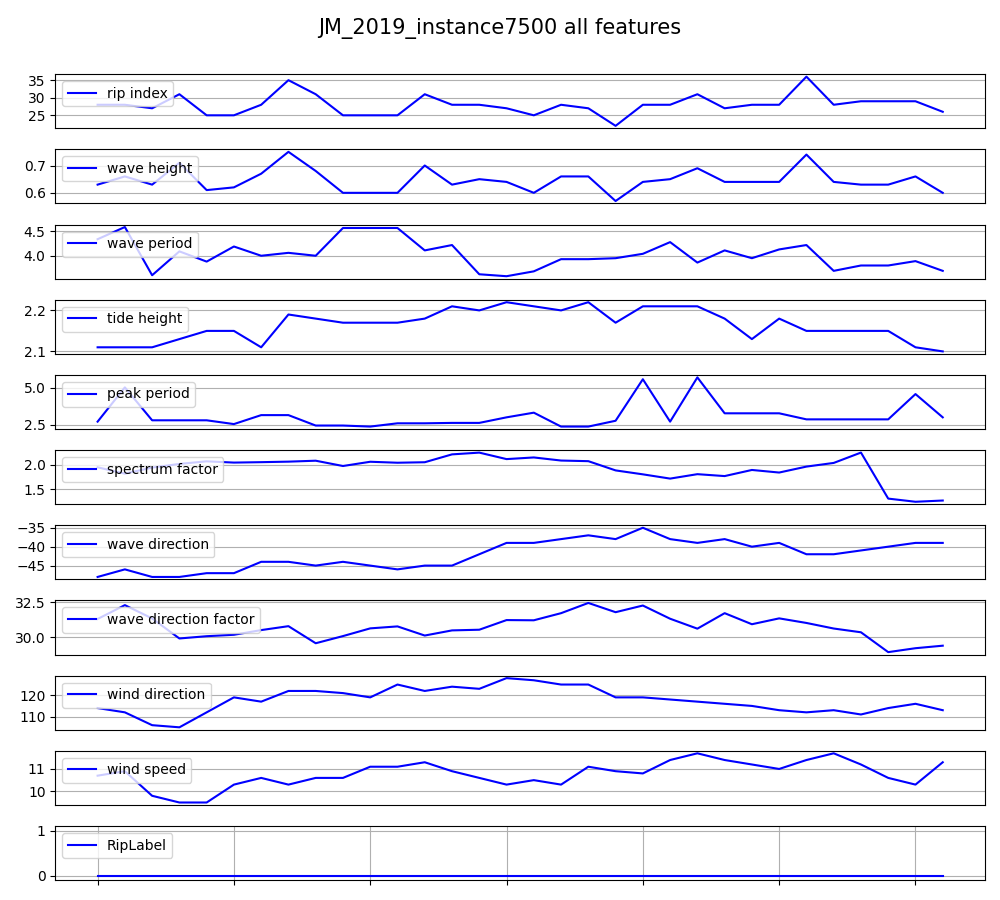 JM_2019_instance7500 all features
35
30
25
rip index
0.7
0.6
wave height
4.5
4.0
wave period
2.2
2.1
tide height
5.0
2.5
peak period
2.0
1.5
spectrum factor
−35
−40
−45
wave direction
32.5
30.0
wave direction factor
120
110
wind direction
11
10
wind speed
1
0
RipLabel